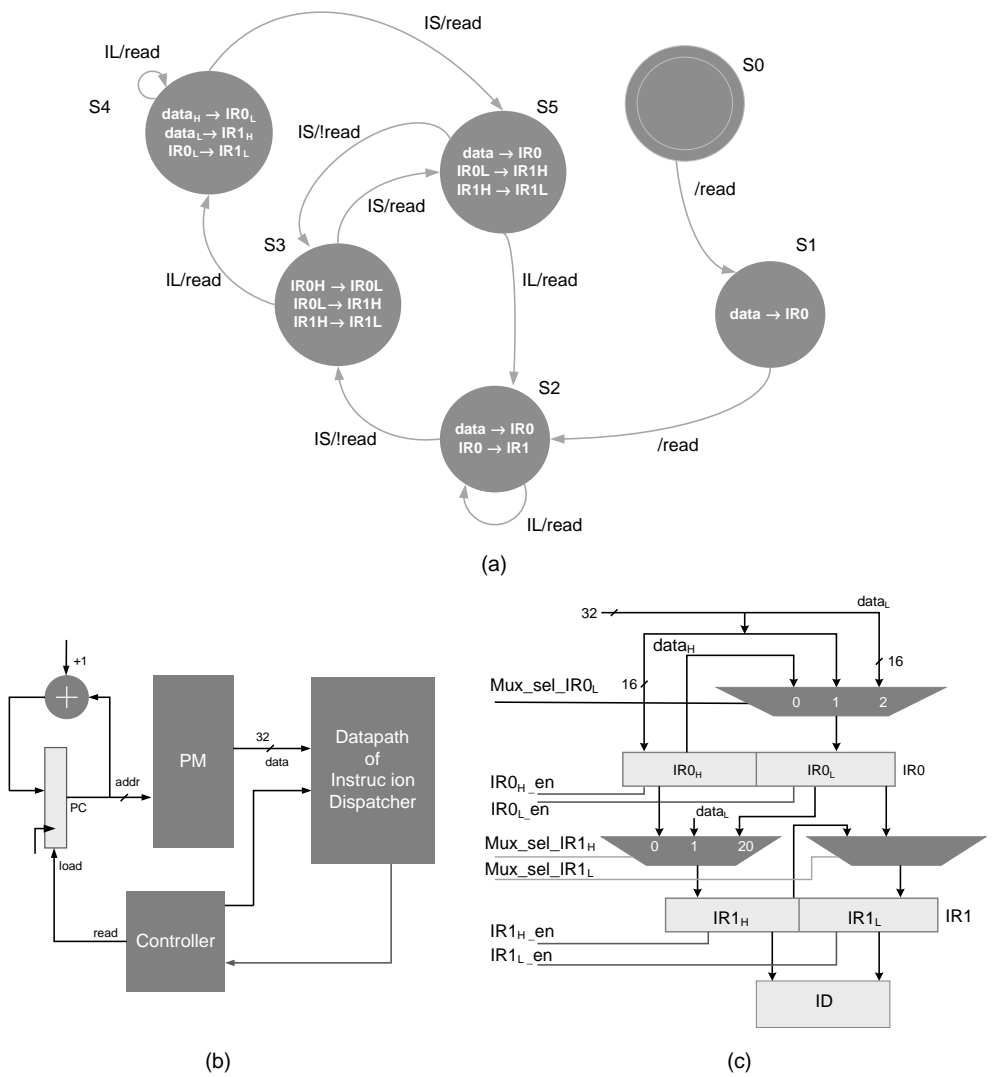 IS/read
IL/read
S0
S4
S5
data_H → IR0_L
data_L → IR1_H
IR0_L → IR1_L
IS/!read
data → IR0
IR0L → IR1H
IR1H → IR1L
/read
IS/read
S1
S3
IL/read
IL/read
IR0H → IR0L
IR0L → IR1H
IR1H → IR1L
data → IR0
S2
data → IR0
IR0 → IR1
IS/!read
/read
IL/read
(a)
+1
PM
32
data
Datapath
of
Instruc ion
Dispatcher
addr
PC
load
read
Controller
(b)
32
data_L
data_H
16
16
Mux_sel_IR0_L
0 1 2
IR0_H
IR0_L
IR0
IR0_H_en
IR0_L_en
data_L
Mux_sel_IR1_H
0 1 20
Mux_sel_IR1_L
IR1_H
IR1_L
IR1
IR1_H_en
IR1_L_en
ID
(c)